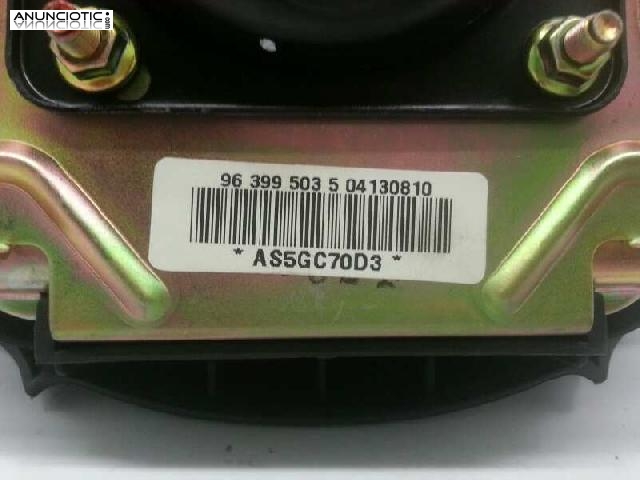 ANUNCIOTIC
96 399 503 5 04130810
* AS5GC70D3 *